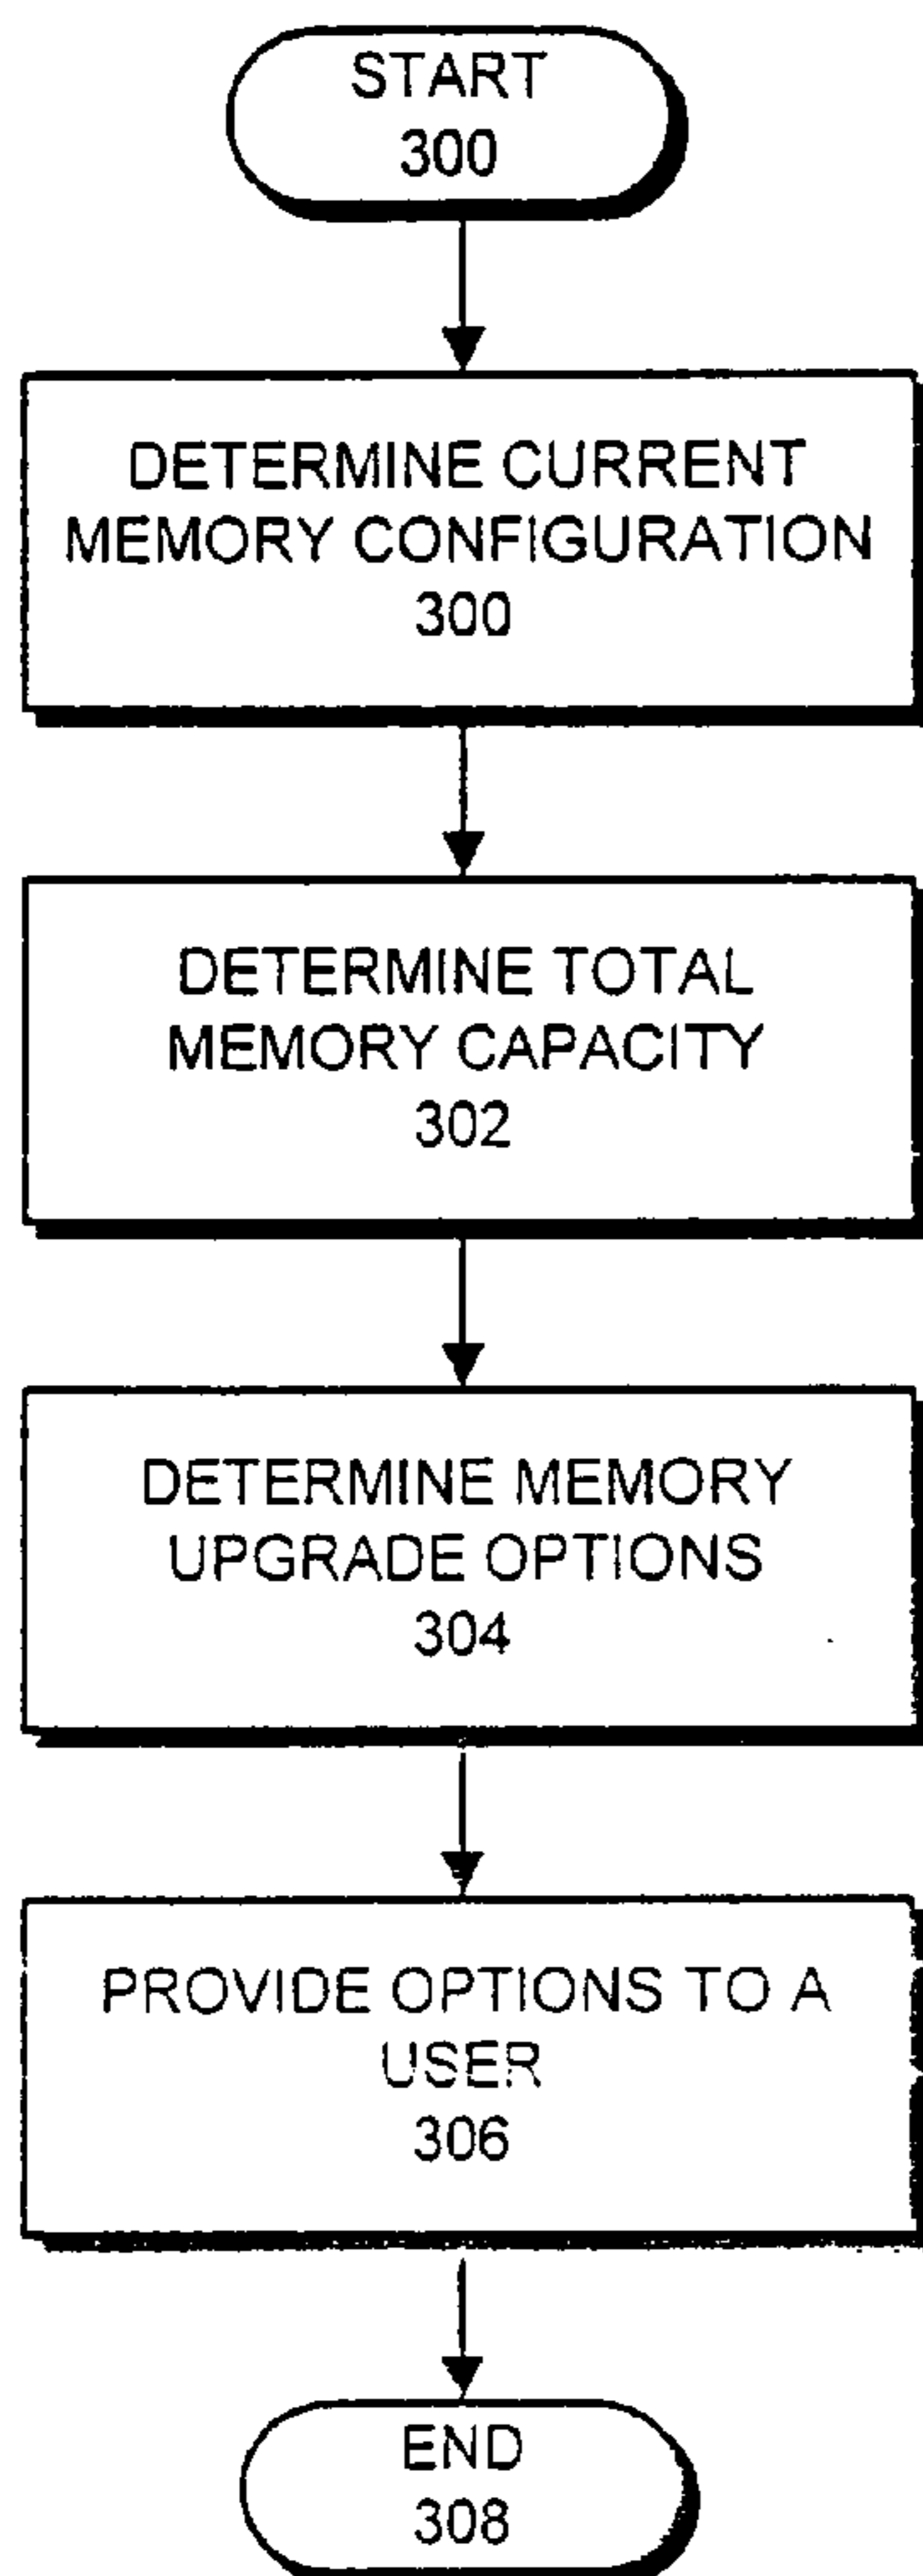 START
300
DETERMINE CURRENT
MEMORY CONFIGURATION
300
DETERMINE TOTAL
MEMORY CAPACITY
302
DETERMINE MEMORY
UPGRADE OPTIONS
304
PROVIDE OPTIONS TO A
USER
306
END
308